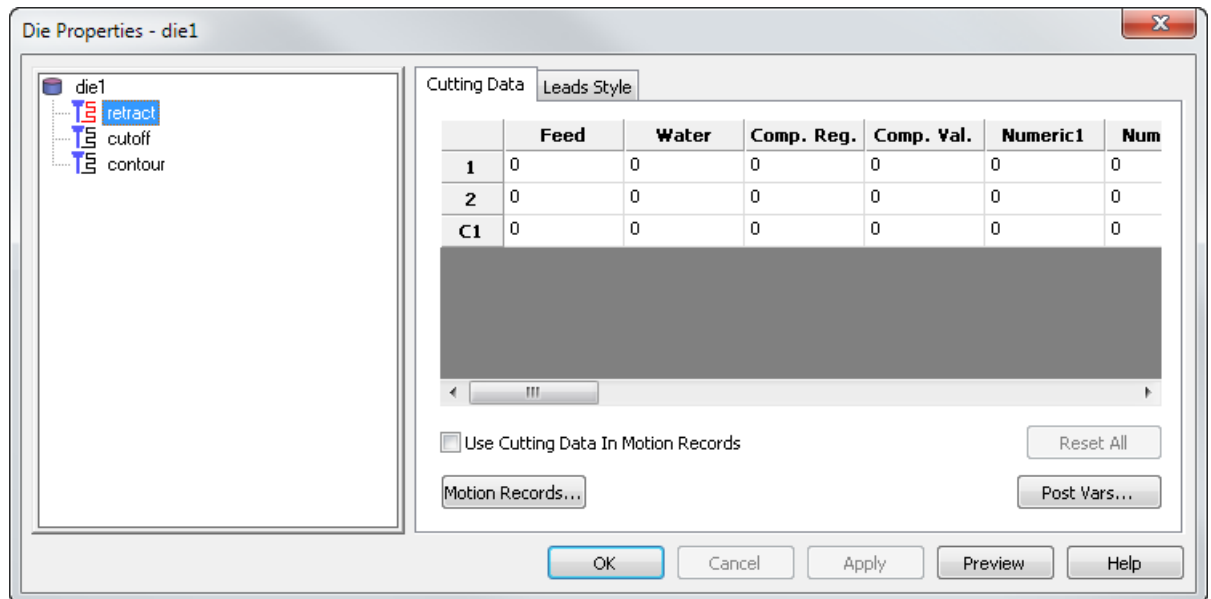 Die Properties - die1
die1
retract
cutoff
contour
Cutting Data Leads Style
Feed Water Comp. Reg. Comp. Val. Numeric1 Num
1 0 0 0 0 0 0
2 0 0 0 0 0 0
C1 0 0 0 0 0 0
Use Cutting Data In Motion Records Reset All
Motion Records... Post Vars...
OK Cancel Apply Preview Help